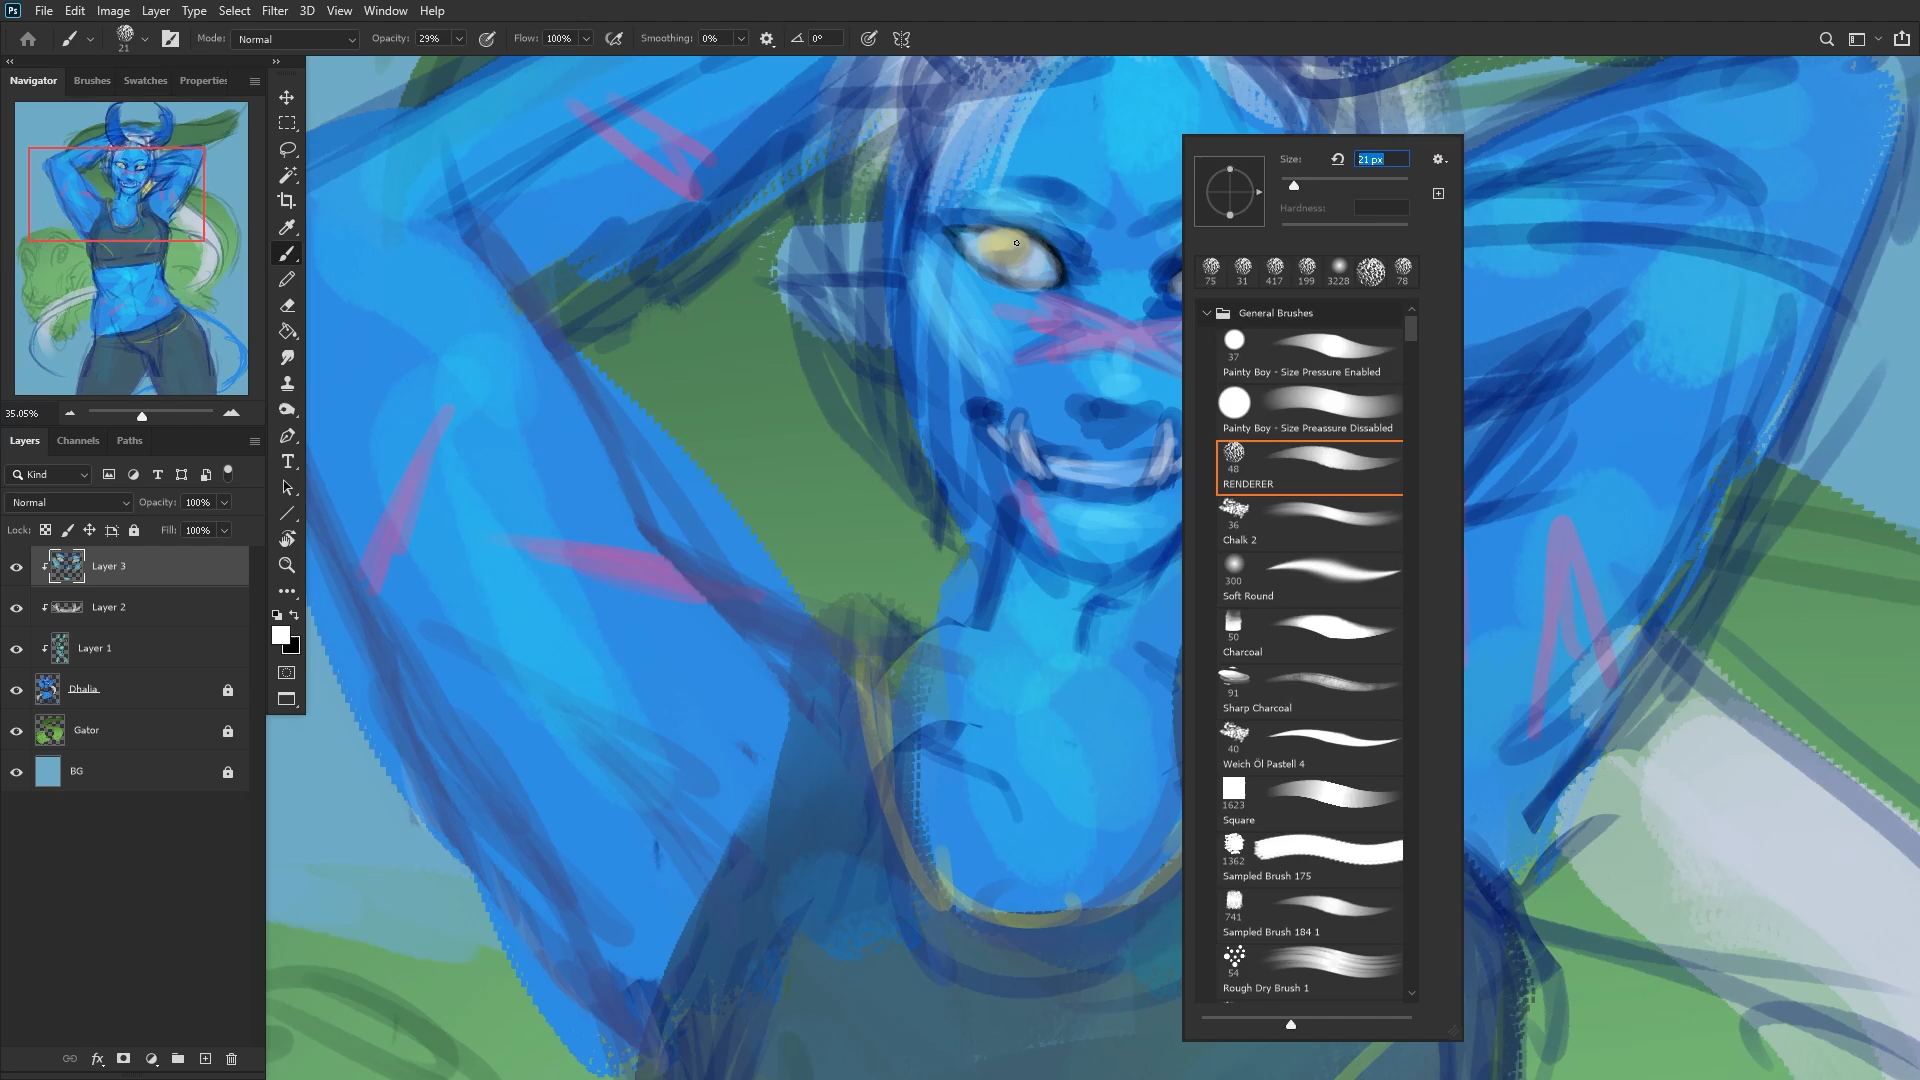 Ps File Edit Image Layer Type Select Filter 3D View Window Help
21 Mode: Normal Opacity: 29% Flow: 100% Smoothing: 0% 0°
Navigator Brushes Swatches Properties
35.05%
Layers Channels Paths
Kind
Normal Opacity: 100%
Lock: Fill: 100%
Layer 3
Layer 2
Layer 1
Dhalia
Gator
BG
fx
Size: 21 px
Hardness:
75 31 417 199 3228 78
General Brushes
37
Painty Boy - Size Pressure Enabled
Painty Boy - Size Preassure Dissabled
48
RENDERER
36
Chalk 2
300
Soft Round
50
Charcoal
91
Sharp Charcoal
40
Weich Öl Pastell 4
1623
Square
1362
Sampled Brush 175
741
Sampled Brush 184 1
54
Rough Dry Brush 1